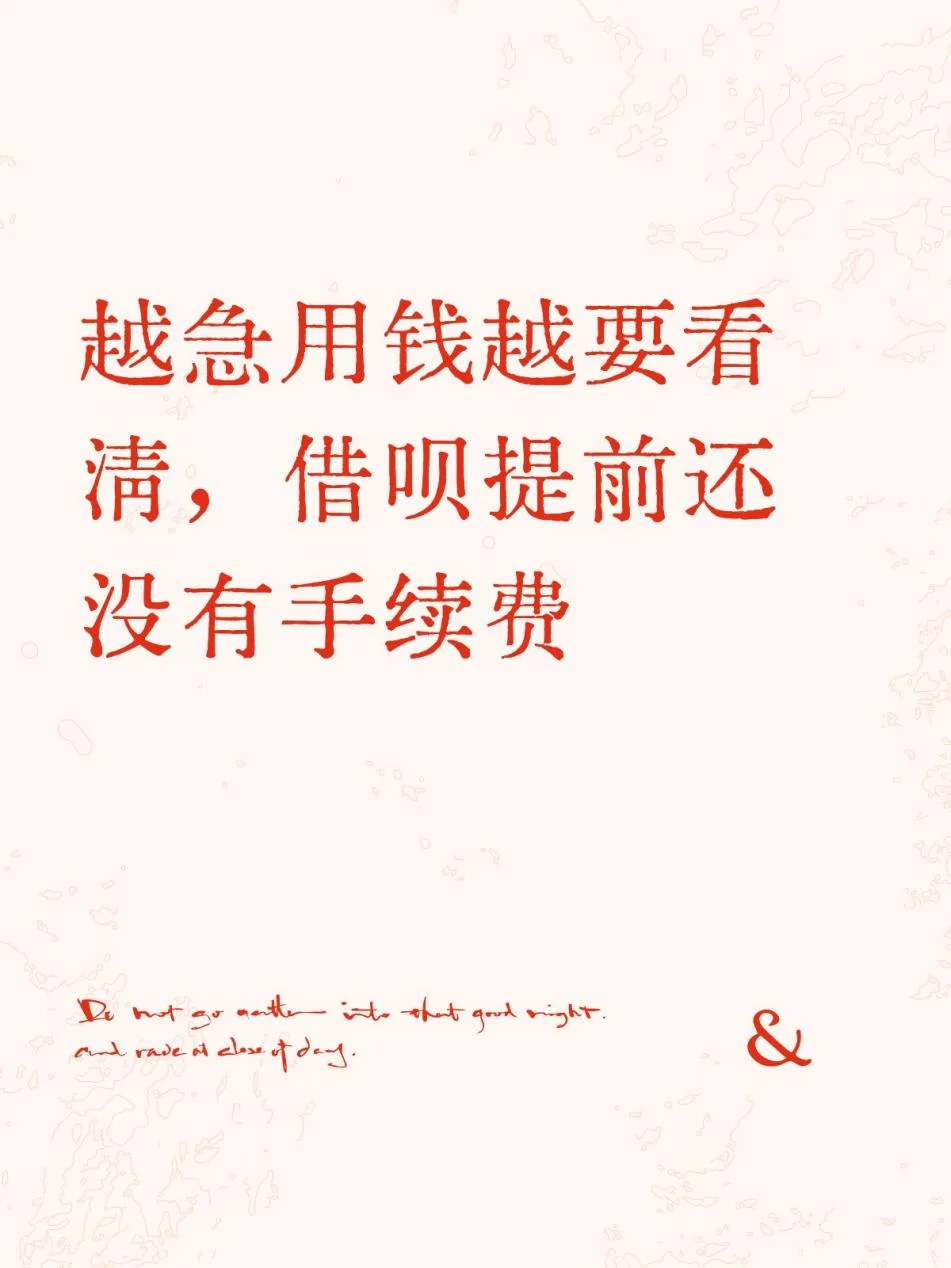 越急用钱越要看
清，借呗提前还
没有手续费
Do not go gentle into that good night.
and rave at close of day.
&